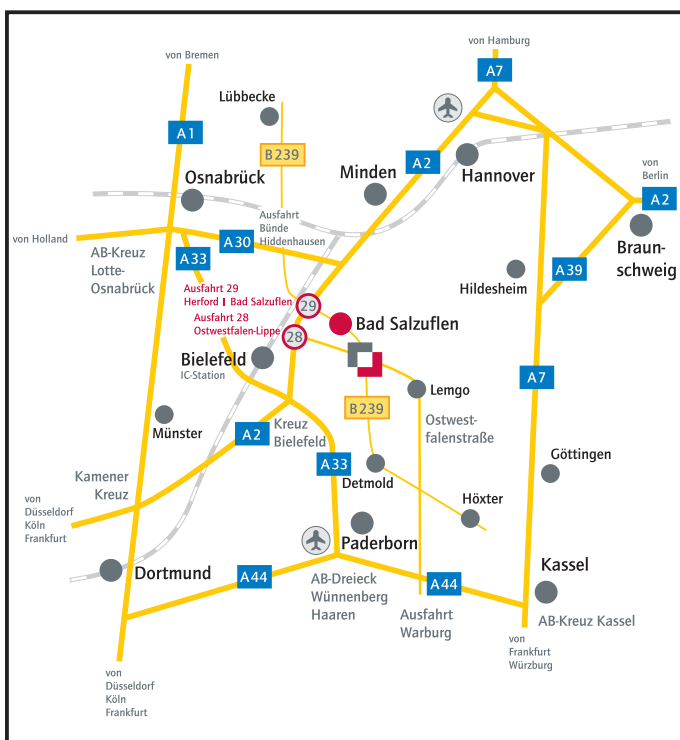 von Hamburg
von Bremen
A7
Lübbecke
A1
B239
A2
Minden
Hannover
Osnabrück
von
Berlin
A2
Ausfahrt
Bünde
Hiddenhausen
von Holland
A30
A33
AB-Kreuz
Lotte-
Osnabrück
Braun-
schweig
A39
Hildesheim
Ausfahrt 29
Herford | Bad Salzuflen
29
Ausfahrt 28
Ostwestfalen-Lippe
28
Bad Salzuflen
Bielefeld
IC-Station
A7
Lemgo
B239
Ostwest-
falenstraße
Münster
A2
Kreuz
Bielefeld
A33
Göttingen
Kamener
Kreuz
Detmold
Höxter
von
Düsseldorf
Köln
Frankfurt
Paderborn
Dortmund
A44
AB-Dreieck
Wünnenberg
Haaren
A44
Kassel
Ausfahrt
Warburg
AB-Kreuz Kassel
von
Frankfurt
Würzburg
von
Düsseldorf
Köln
Frankfurt